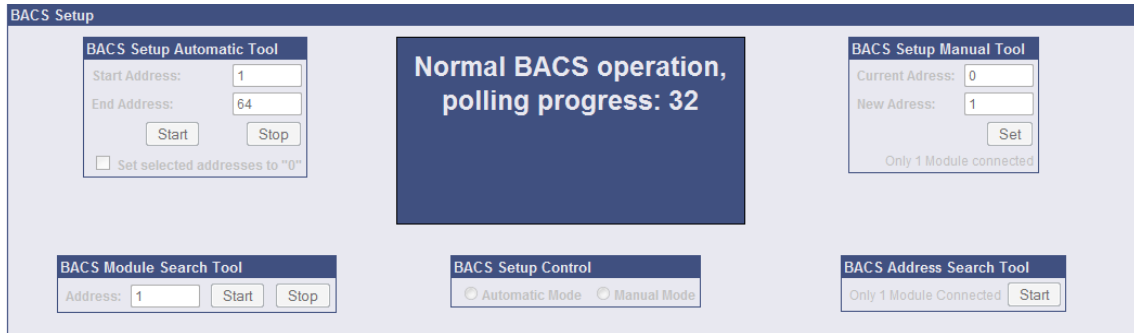 BACS Setup
BACS Setup Automatic Tool
Start Address: 1
End Address: 64
Start Stop
Set selected addresses to "0"
Normal BACS operation,
polling progress: 32
BACS Setup Manual Tool
Current Adress: 0
New Adress: 1
Set
Only 1 Module connected
BACS Module Search Tool
Address: 1 Start Stop
BACS Setup Control
Automatic Mode Manual Mode
BACS Address Search Tool
Only 1 Module Connected Start